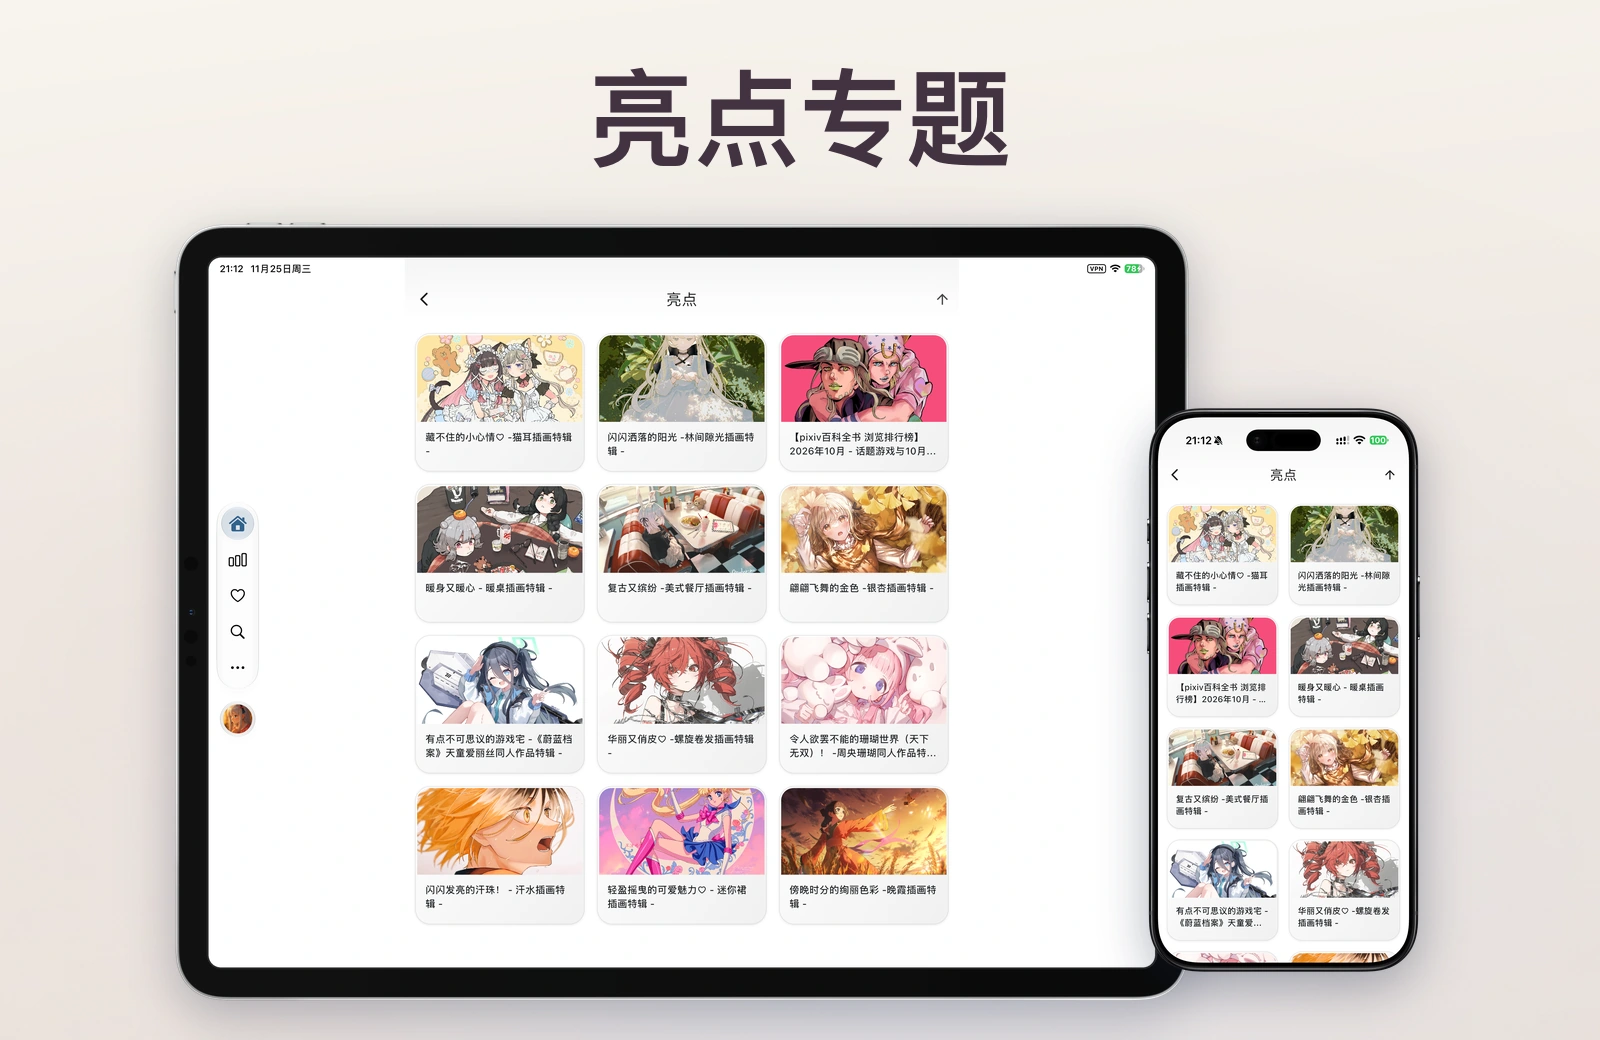 亮点专题
21:12 11月25日周三
VPN
78
亮点
藏不住的小心情♡ -猫耳插画特辑
-
闪闪洒落的阳光 -林间隙光插画特
辑 -
【pixiv百科全书 浏览排行榜】
2026年10月 - 话题游戏与10月...
暖身又暖心 - 暖桌插画特辑 -
复古又缤纷 -美式餐厅插画特辑 -
翩翩飞舞的金色 -银杏插画特辑 -
有点不可思议的游戏宅 -《蔚蓝档
案》天童爱丽丝同人作品特辑 -
华丽又俏皮♡ -螺旋卷发插画特辑
-
令人欲罢不能的珊瑚世界（天下
无双）！ -周央珊瑚同人作品特...
闪闪发亮的汗珠！ - 汗水插画特
辑 -
轻盈摇曳的可爱魅力♡ - 迷你裙
插画特辑 -
傍晚时分的绚丽色彩 -晚霞插画特
辑 -
21:12
100
亮点
藏不住的小心情♡ -猫耳
插画特辑 -
闪闪洒落的阳光 -林间隙
光插画特辑 -
【pixiv百科全书 浏览排
行榜】2026年10月 - ...
暖身又暖心 - 暖桌插画
特辑 -
复古又缤纷 -美式餐厅插
画特辑 -
翩翩飞舞的金色 -银杏插
画特辑 -
有点不可思议的游戏宅 -
《蔚蓝档案》天童爱...
华丽又俏皮♡ -螺旋卷发
插画特辑 -